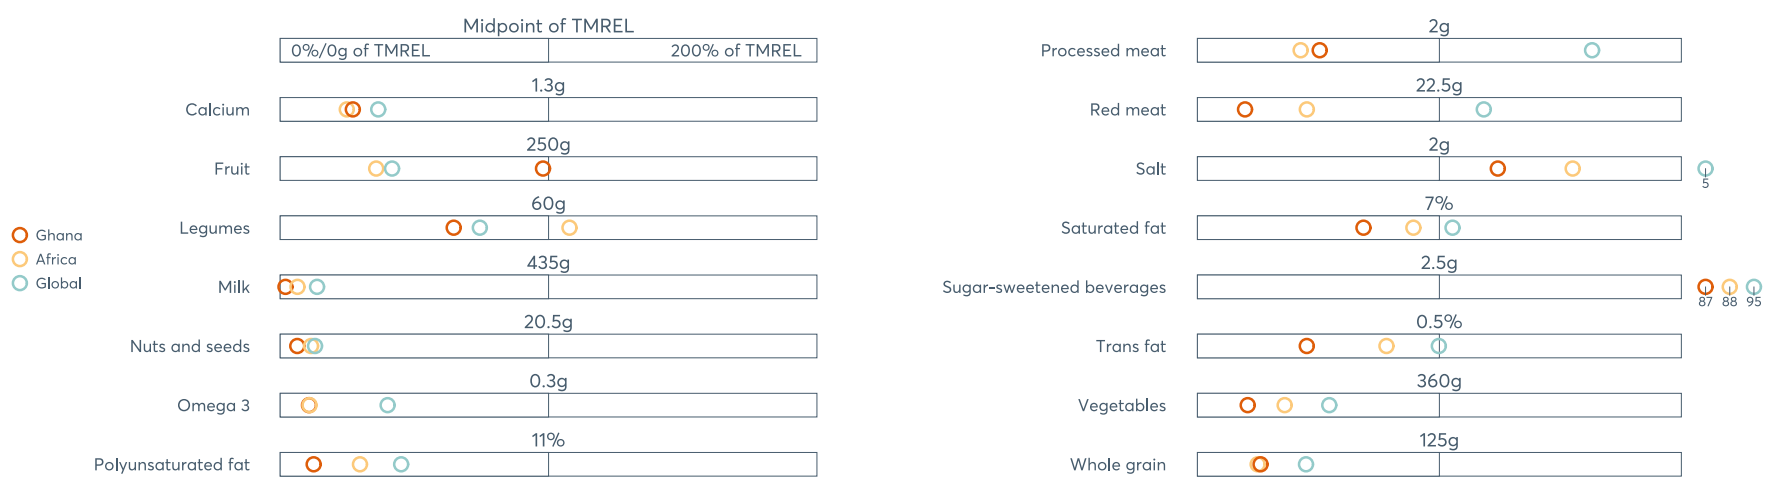 Midpoint of TMREL
0%/0g of TMREL 200% of TMREL
1.3g
Calcium
250g
Fruit
60g
Legumes
435g
Milk
20.5g
Nuts and seeds
0.3g
Omega 3
11%
Polyunsaturated fat
Ghana
Africa
Global
2g
Processed meat
22.5g
Red meat
2g
Salt
5
7%
Saturated fat
2.5g
Sugar-sweetened beverages
87 88 95
0.5%
Trans fat
360g
Vegetables
125g
Whole grain